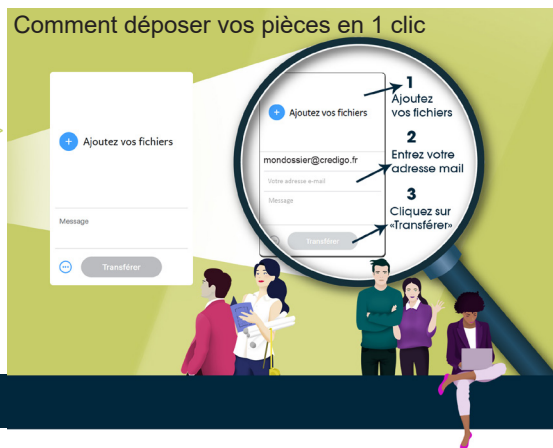 Comment déposer vos pièces en 1 clic
Ajoutez vos fichiers
Message
Transférer
Ajoutez vos fichiers
mondossier@credigo.fr
Votre adresse e-mail
Message
Transférer
1
Ajoutez
vos fichiers
2
Entrez votre
adresse mail
3
Cliquez sur
«Transférer»